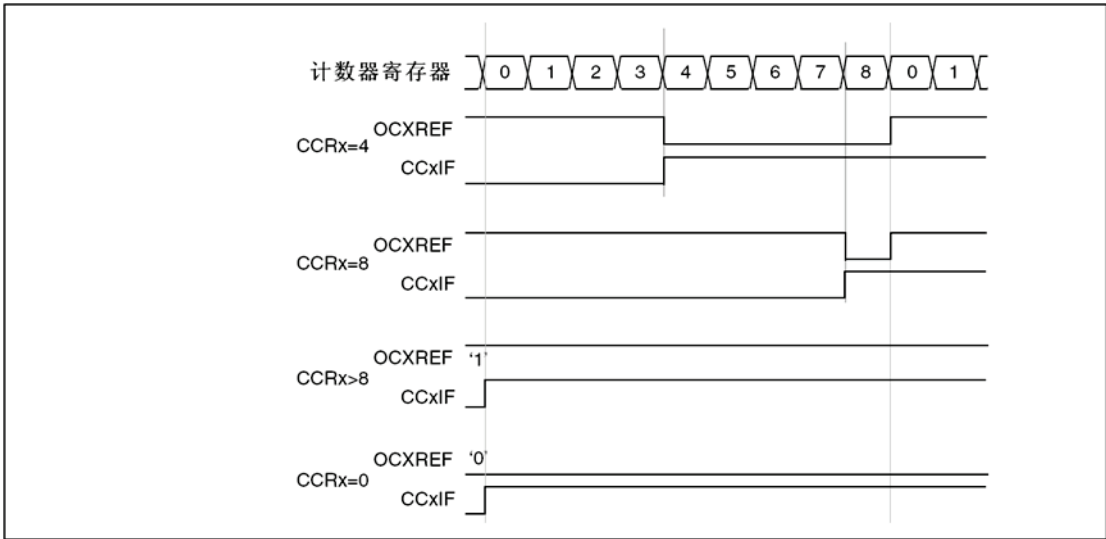 计数器寄存器 0 1 2 3 4 5 6 7 8 0 1
OCXREF
CCRx=4
CCxIF
OCXREF
CCRx=8
CCxIF
OCXREF '1'
CCRx>8
CCxIF
OCXREF '0'
CCRx=0
CCxIF